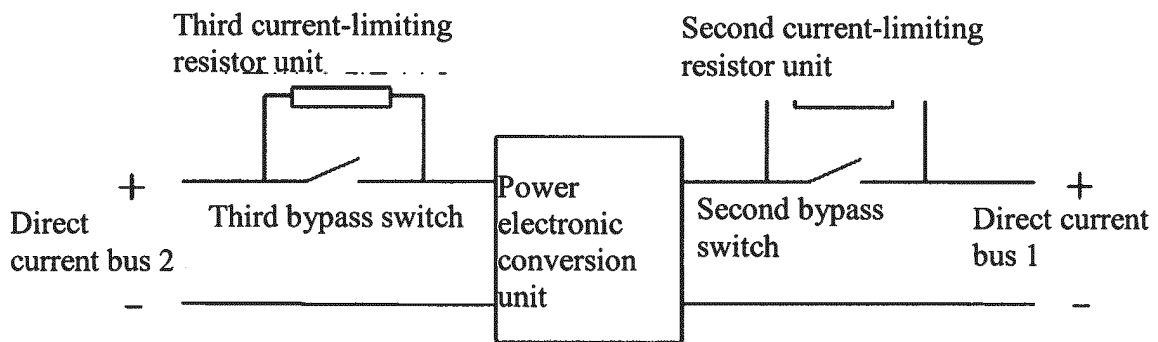 Third current-limiting
resistor unit
Second current-limiting
resistor unit
+
Third bypass switch
Direct
current bus 2
−
Power
electronic
conversion
unit
Second bypass
switch
+
Direct current
bus 1
−